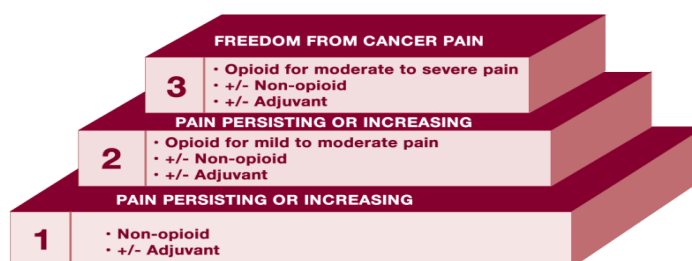 FREEDOM FROM CANCER PAIN
3
• Opioid for moderate to severe pain
• +/- Non-opioid
• +/- Adjuvant
PAIN PERSISTING OR INCREASING
2
• Opioid for mild to moderate pain
• +/- Non-opioid
• +/- Adjuvant
PAIN PERSISTING OR INCREASING
1
• Non-opioid
• +/- Adjuvant